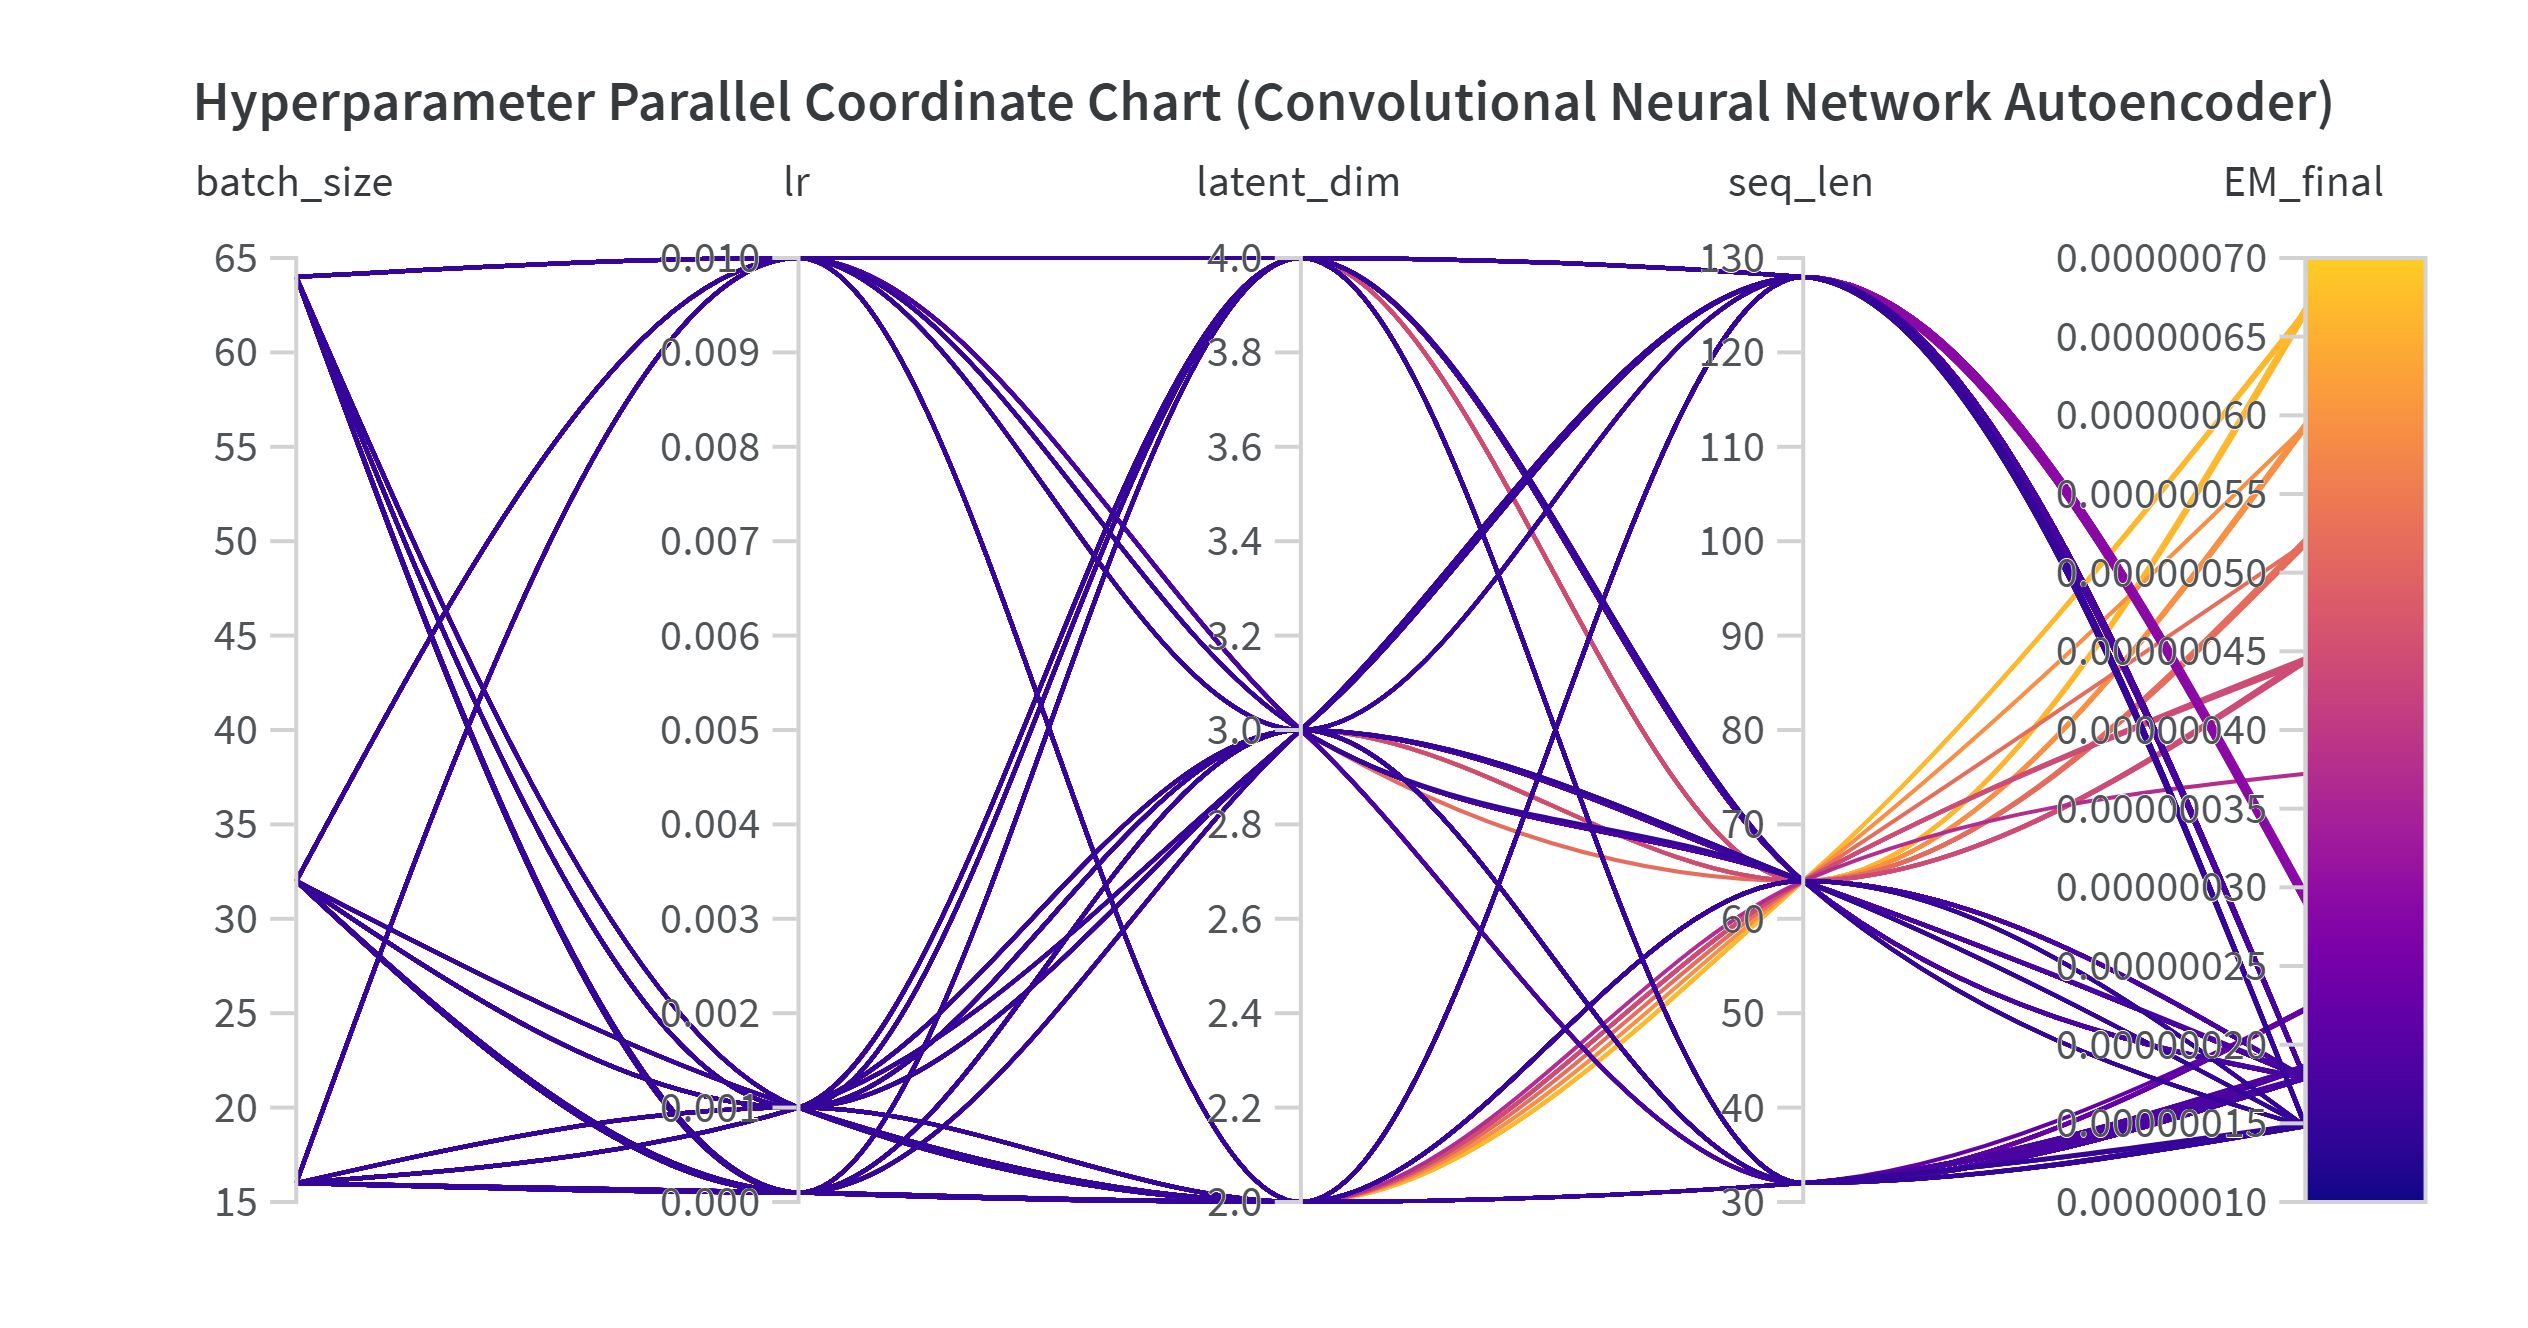 Hyperparameter Parallel Coordinate Chart (Convolutional Neural Network Autoencoder)
batch_size lr latent_dim seq_len EM_final
65 0.010 4.0 130 0.00000070
0.00000065
60 0.009 3.8 120
0.00000060
55 0.008 3.6 110
0.00000055
50 0.007 3.4 100
0.00000050
45 0.006 3.2 90
0.00000045
40 0.005 3.0 80 0.00000040
35 0.004 2.8 70
0.00000035
0.00000030
30 0.003 2.6 60
0.00000025
25 0.002 2.4 50
0.00000020
20 0.001 2.2 40
0.00000015
15 0.000 2.0 30 0.00000010